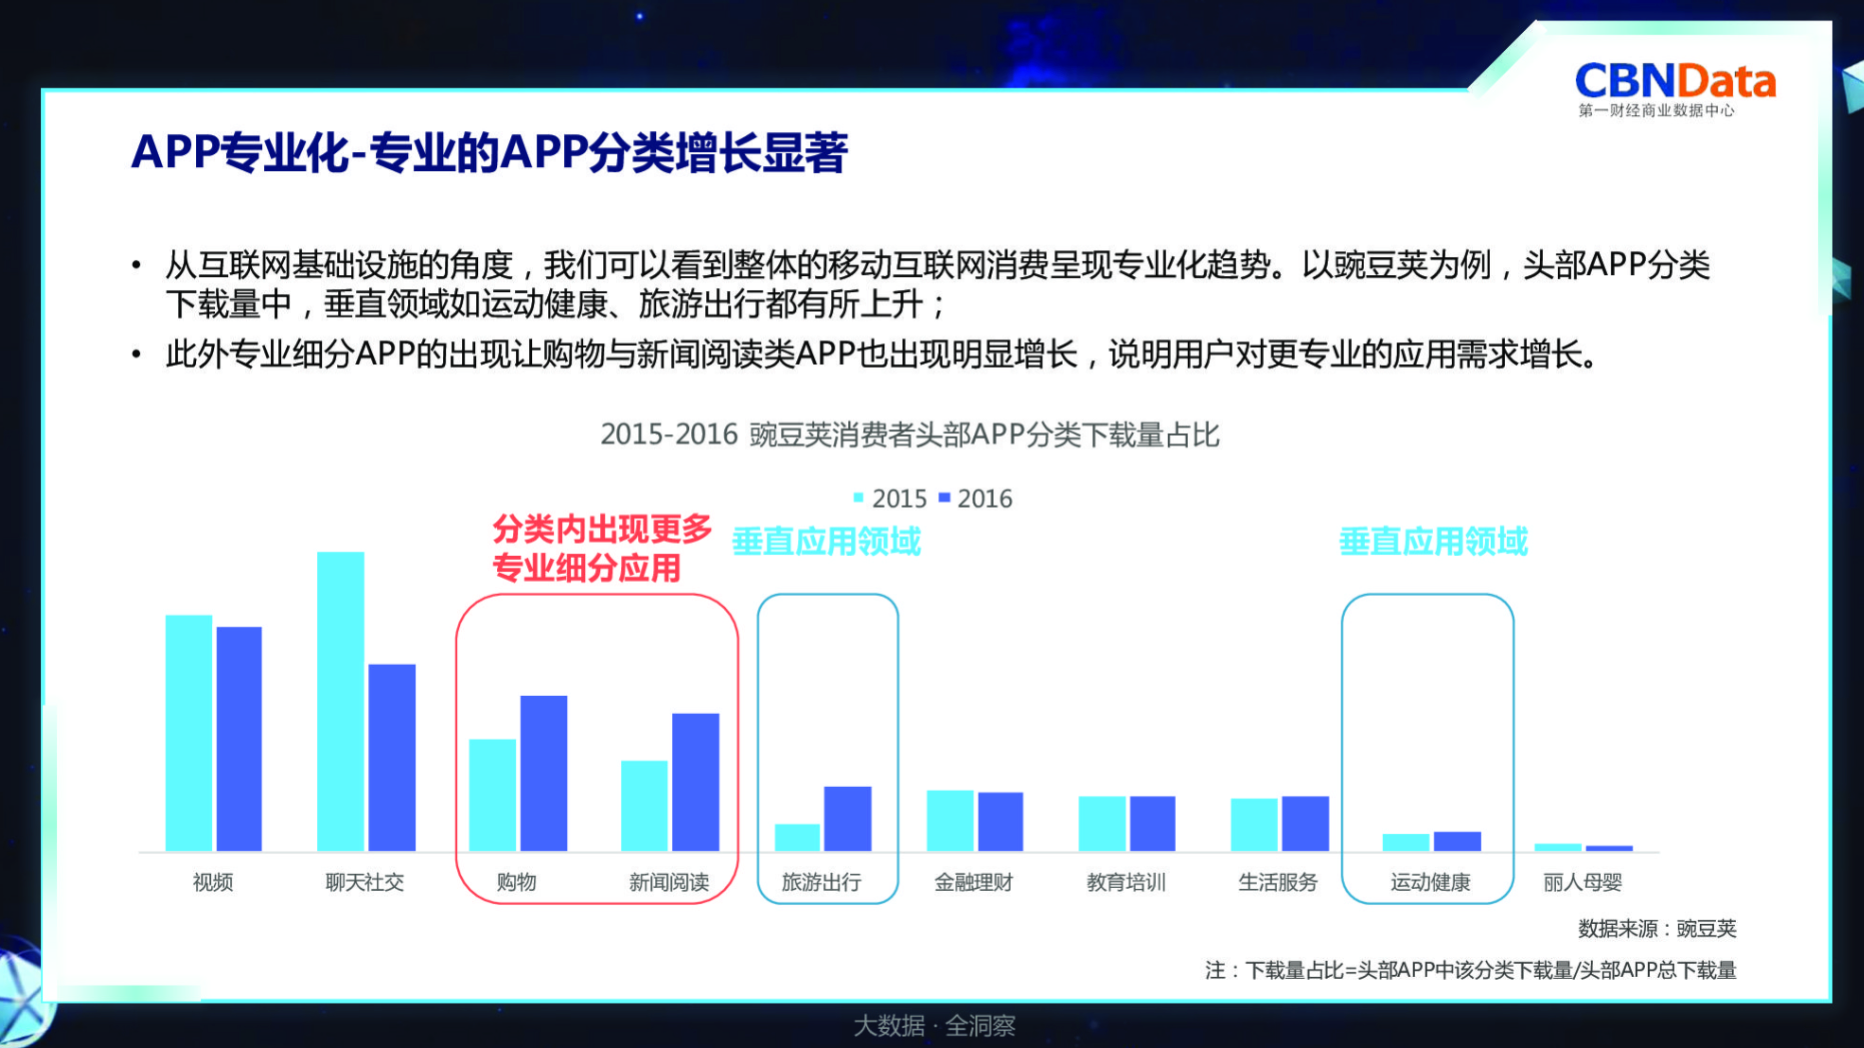 CBNData
第一财经商业数据中心
APP专业化-专业的APP分类增长显著
• 从互联网基础设施的角度，我们可以看到整体的移动互联网消费呈现专业化趋势。以豌豆荚为例，头部APP分类
下载量中，垂直领域如运动健康、旅游出行都有所上升；
• 此外专业细分APP的出现让购物与新闻阅读类APP也出现明显增长，说明用户对更专业的应用需求增长。
2015-2016 豌豆荚消费者头部APP分类下载量占比
2015 2016
分类内出现更多
专业细分应用
垂直应用领域
垂直应用领域
视频 聊天社交 购物 新闻阅读 旅游出行 金融理财 教育培训 生活服务 运动健康 丽人母婴
数据来源：豌豆荚
注：下载量占比=头部APP中该分类下载量/头部APP总下载量
大数据 · 全洞察